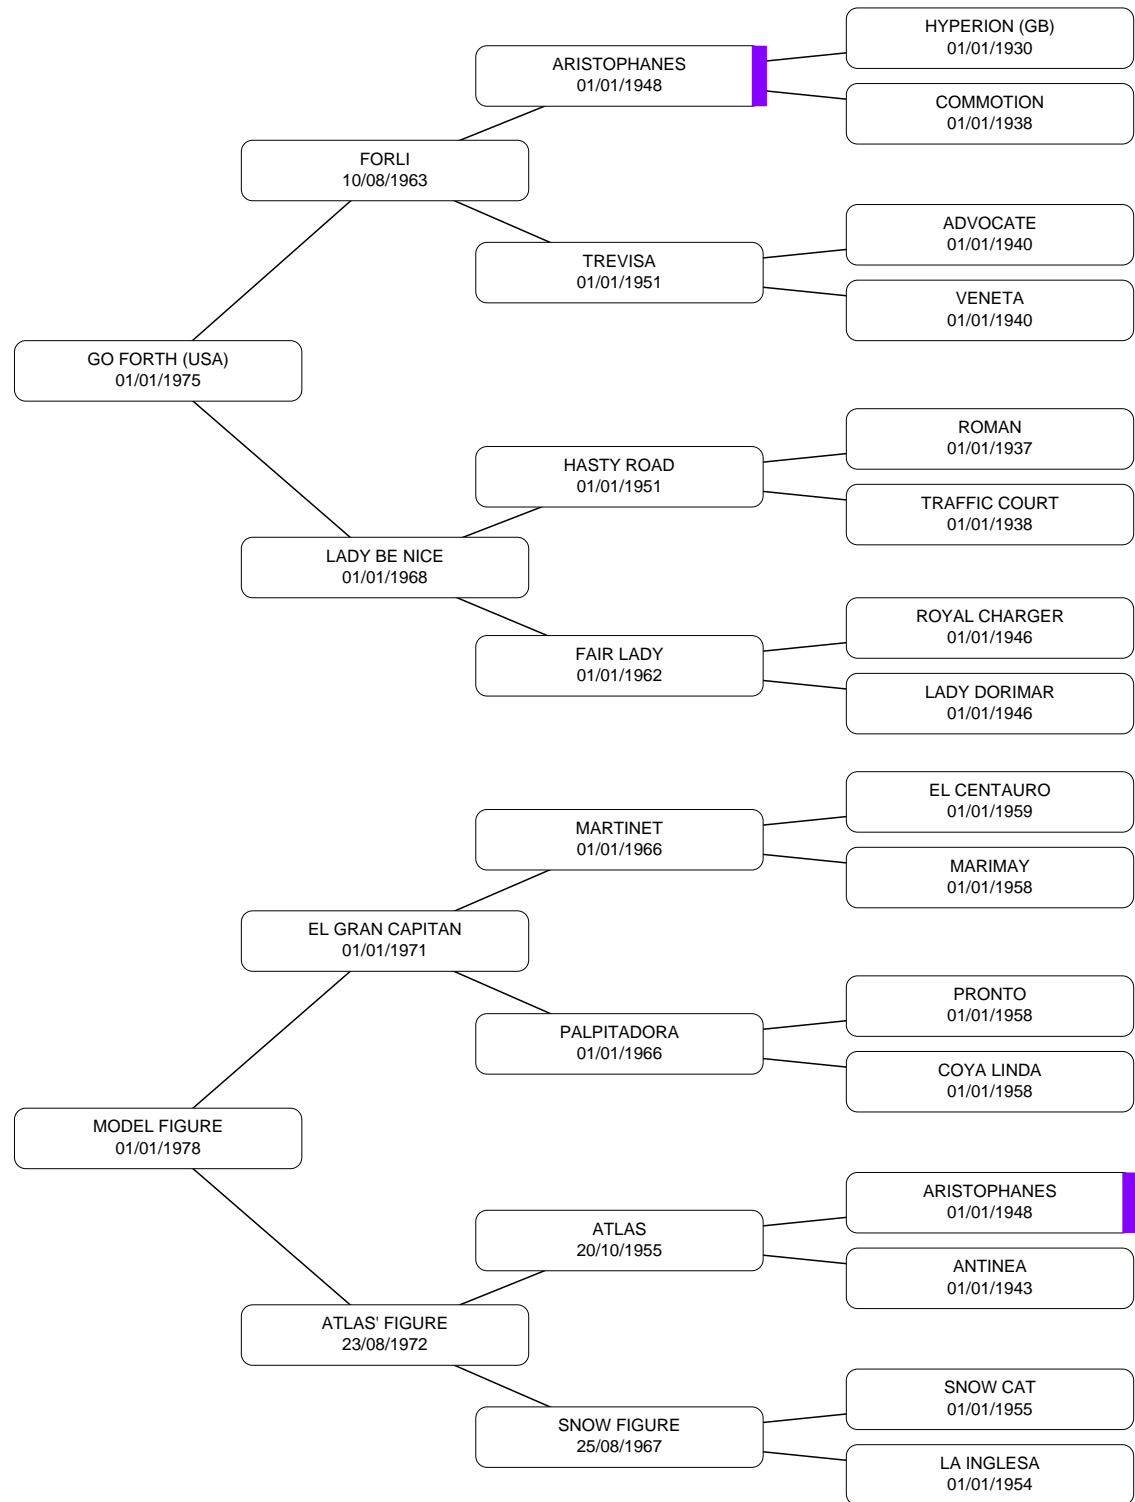 HYPERION (GB)
01/01/1930
ARISTOPHANES
01/01/1948
COMMOTION
01/01/1938
FORLI
10/08/1963
ADVOCATE
01/01/1940
TREVISA
01/01/1951
VENETA
01/01/1940
GO FORTH (USA)
01/01/1975
ROMAN
01/01/1937
HASTY ROAD
01/01/1951
TRAFFIC COURT
01/01/1938
LADY BE NICE
01/01/1968
ROYAL CHARGER
01/01/1946
FAIR LADY
01/01/1962
LADY DORIMAR
01/01/1946
EL CENTAURO
01/01/1959
MARTINET
01/01/1966
MARIMAY
01/01/1958
EL GRAN CAPITAN
01/01/1971
PRONTO
01/01/1958
PALPITADORA
01/01/1966
COYA LINDA
01/01/1958
MODEL FIGURE
01/01/1978
ARISTOPHANES
01/01/1948
ATLAS
20/10/1955
ANTINEA
01/01/1943
ATLAS' FIGURE
23/08/1972
SNOW CAT
01/01/1955
SNOW FIGURE
25/08/1967
LA INGLESA
01/01/1954